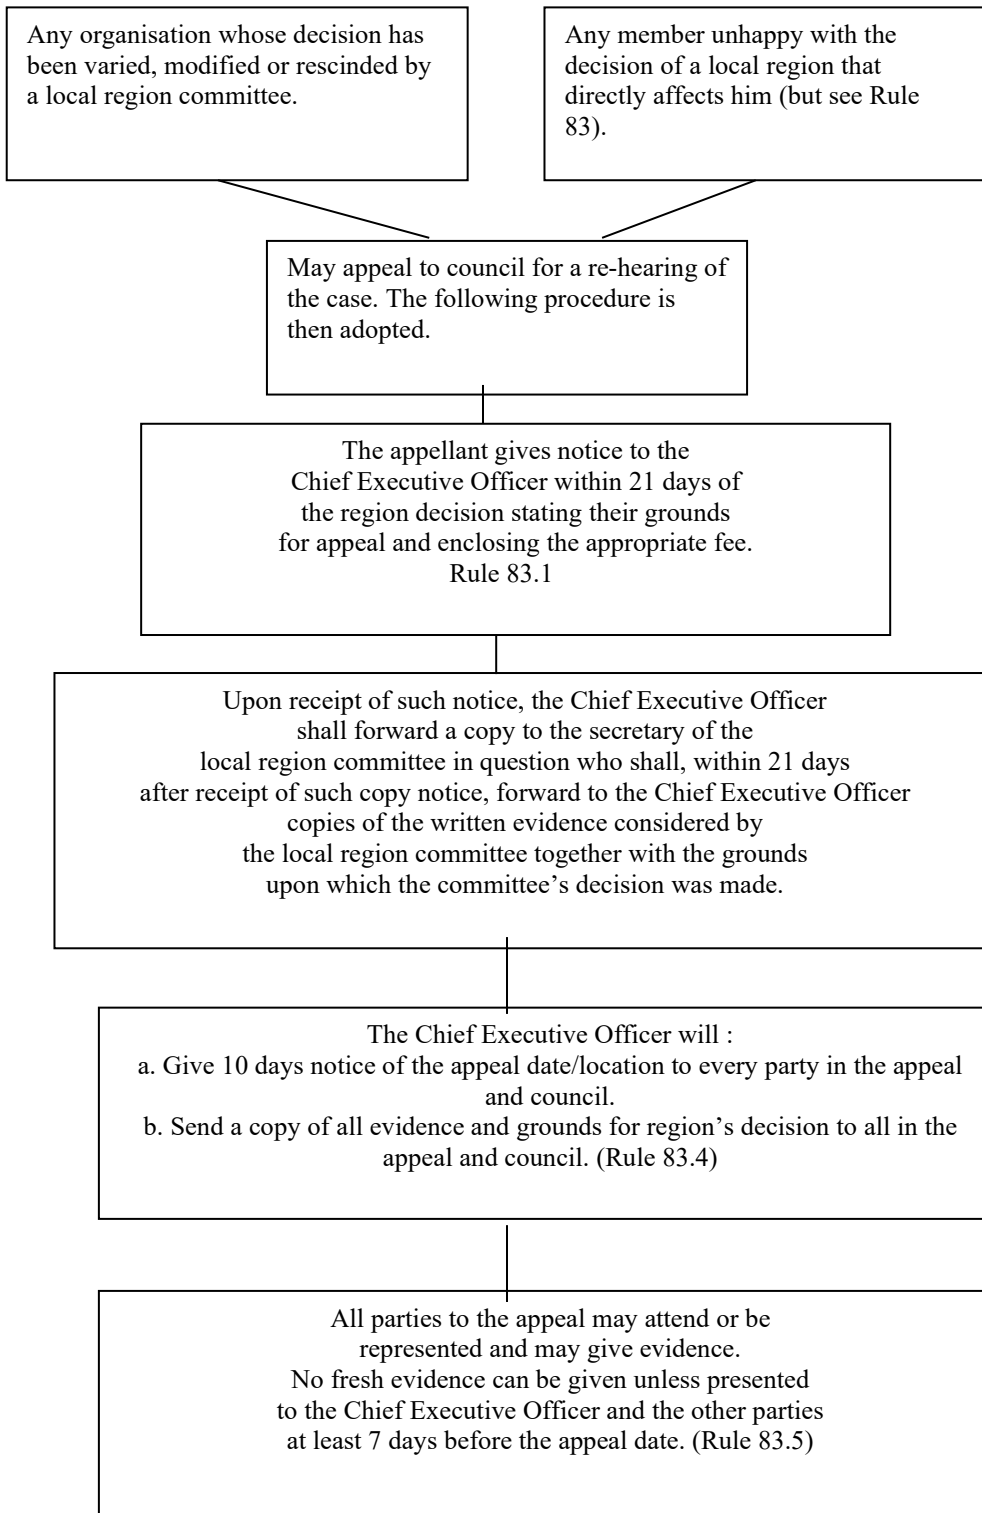 Any organisation whose decision has
been varied, modified or rescinded by
a local region committee.
Any member unhappy with the
decision of a local region that
directly affects him (but see Rule
83).
May appeal to council for a re-hearing of
the case. The following procedure is
then adopted.
The appellant gives notice to the
Chief Executive Officer within 21 days of
the region decision stating their grounds
for appeal and enclosing the appropriate fee.
Rule 83.1
Upon receipt of such notice, the Chief Executive Officer
shall forward a copy to the secretary of the
local region committee in question who shall, within 21 days
after receipt of such copy notice, forward to the Chief Executive Officer
copies of the written evidence considered by
the local region committee together with the grounds
upon which the committee’s decision was made.
The Chief Executive Officer will :
a. Give 10 days notice of the appeal date/location to every party in the appeal
and council.
b. Send a copy of all evidence and grounds for region’s decision to all in the
appeal and council. (Rule 83.4)
All parties to the appeal may attend or be
represented and may give evidence.
No fresh evidence can be given unless presented
to the Chief Executive Officer and the other parties
at least 7 days before the appeal date. (Rule 83.5)